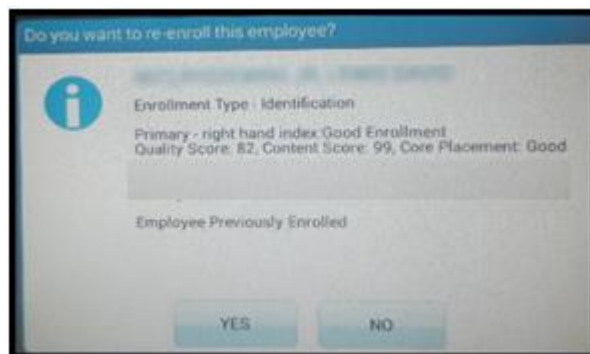 Do you want to re-enroll this employee?
Enrollment Type - Identification
Primary - right hand index:Good Enrollment
Quality Score: 82, Content Score: 99, Core Placement: Good
Employee Previously Enrolled
YES
NO